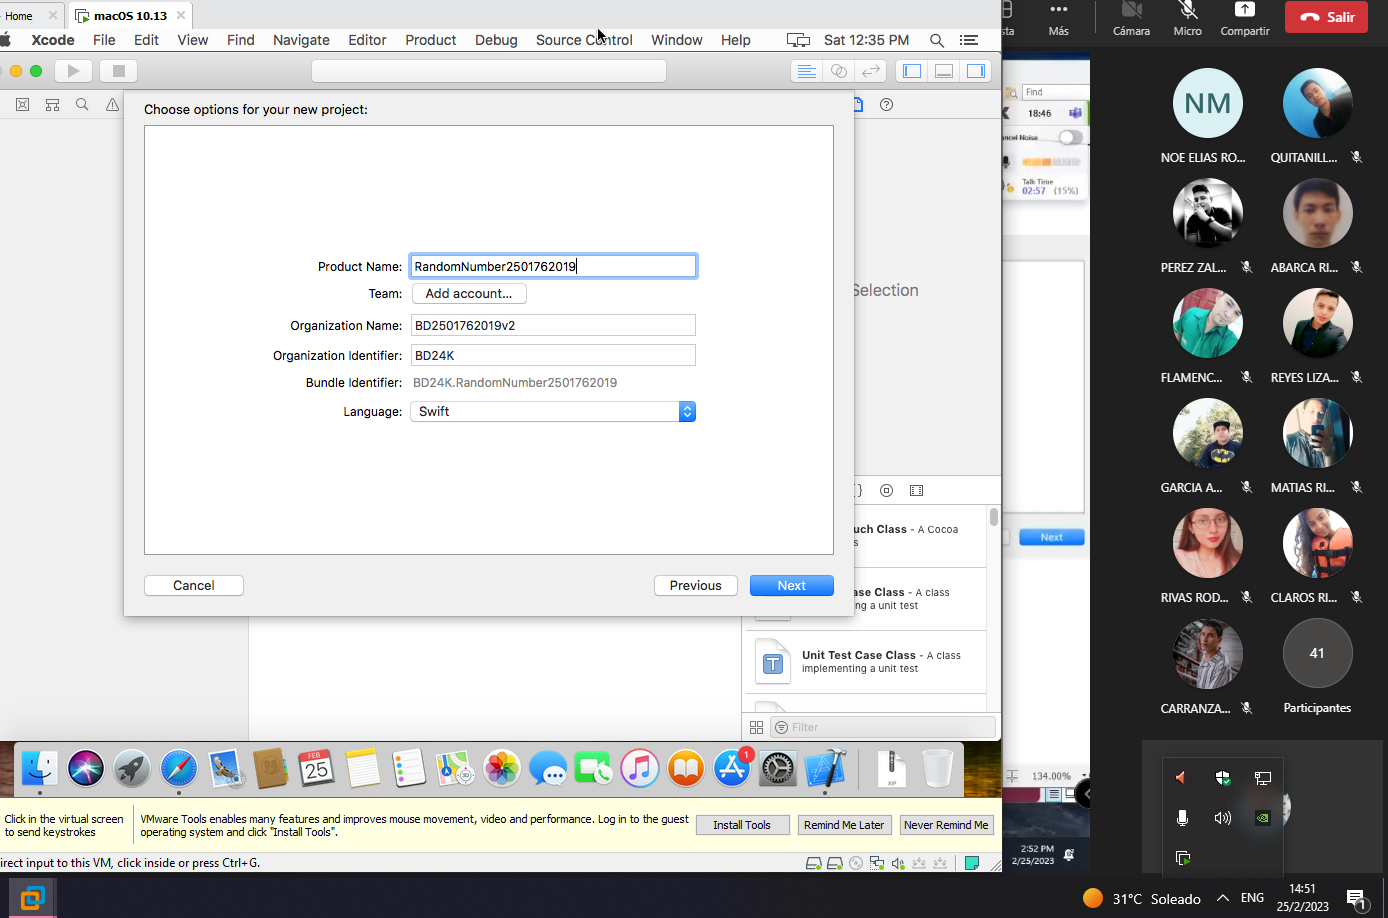 Home
macOS 10.13
Xcode File Edit View Find Navigate Editor Product Debug Source Control Window Help
Sat 12:35 PM
Choose options for your new project:
Product Name: RandomNumber2501762019
Team: Add account...
Organization Name: BD2501762019v2
Organization Identifier: BD24K
Bundle Identifier: BD24K.RandomNumber2501762019
Language: Swift
Cancel Previous Next
Selection
uch Class - A Cocoa
s
ase Class - A class
ng a unit test
Unit Test Case Class - A class
implementing a unit test
Filter
FEB
25
1
XIP
Click in the virtual screen
to send keystrokes
VMware Tools enables many features and improves mouse movement, video and performance. Log in to the guest
operating system and click "Install Tools".
Install Tools
Remind Me Later
Never Remind Me
irect input to this VM, click inside or press Ctrl+G.
sta
Más
Cámara
Micro
Compartir
Salir
Find
18:46
ancel Noise
Talk Time
02:57 (15%)
Next
134.00%
2:52 PM
2/25/2023
NM
NOE ELIAS RO...
QUITANILL...
PEREZ ZAL...
ABARCA RI...
FLAMENC...
REYES LIZA...
GARCIA A...
MATIAS RI...
RIVAS ROD...
CLAROS RI...
CARRANZA...
41
Participantes
31°C Soleado
ENG
14:51
25/2/2023
1